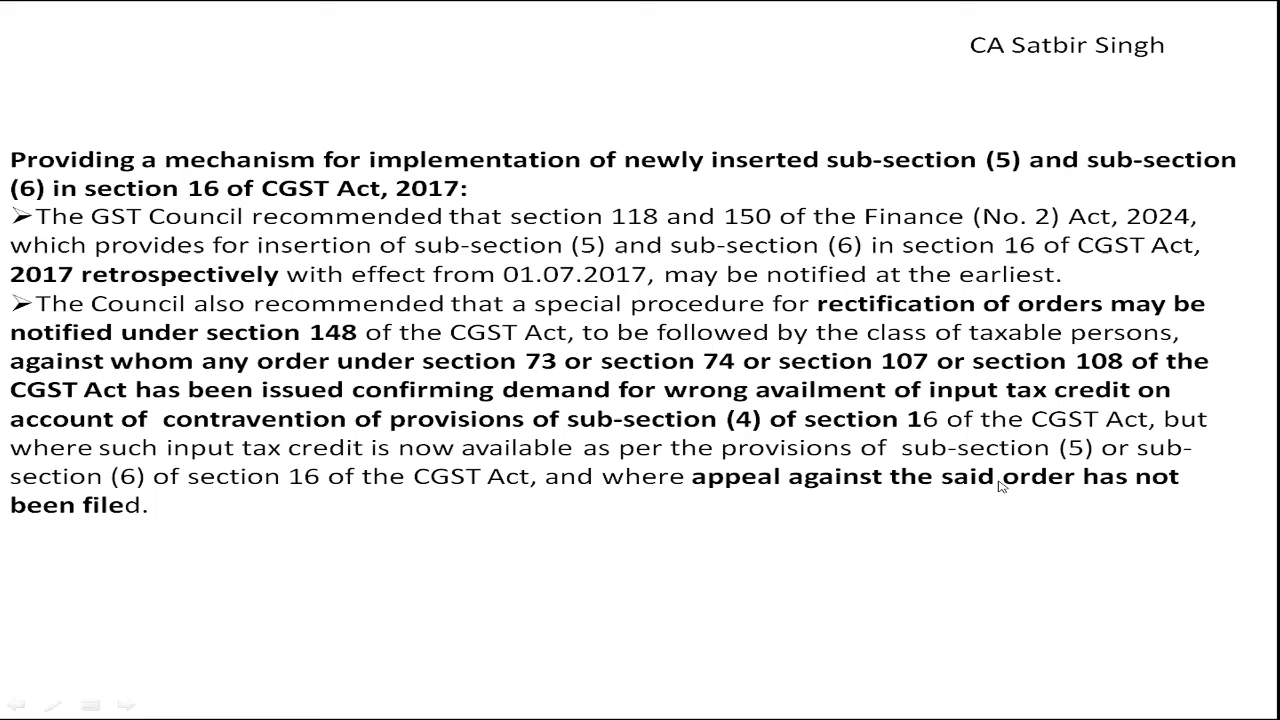 CA Satbir Singh
Providing a mechanism for implementation of newly inserted sub-section (5) and sub-section
(6) in section 16 of CGST Act, 2017:
➢The GST Council recommended that section 118 and 150 of the Finance (No. 2) Act, 2024,
which provides for insertion of sub-section (5) and sub-section (6) in section 16 of CGST Act,
2017 retrospectively with effect from 01.07.2017, may be notified at the earliest.
➢The Council also recommended that a special procedure for rectification of orders may be
notified under section 148 of the CGST Act, to be followed by the class of taxable persons,
against whom any order under section 73 or section 74 or section 107 or section 108 of the
CGST Act has been issued confirming demand for wrong availment of input tax credit on
account of contravention of provisions of sub-section (4) of section 16 of the CGST Act, but
where such input tax credit is now available as per the provisions of sub-section (5) or sub-
section (6) of section 16 of the CGST Act, and where appeal against the said order has not
been filed.